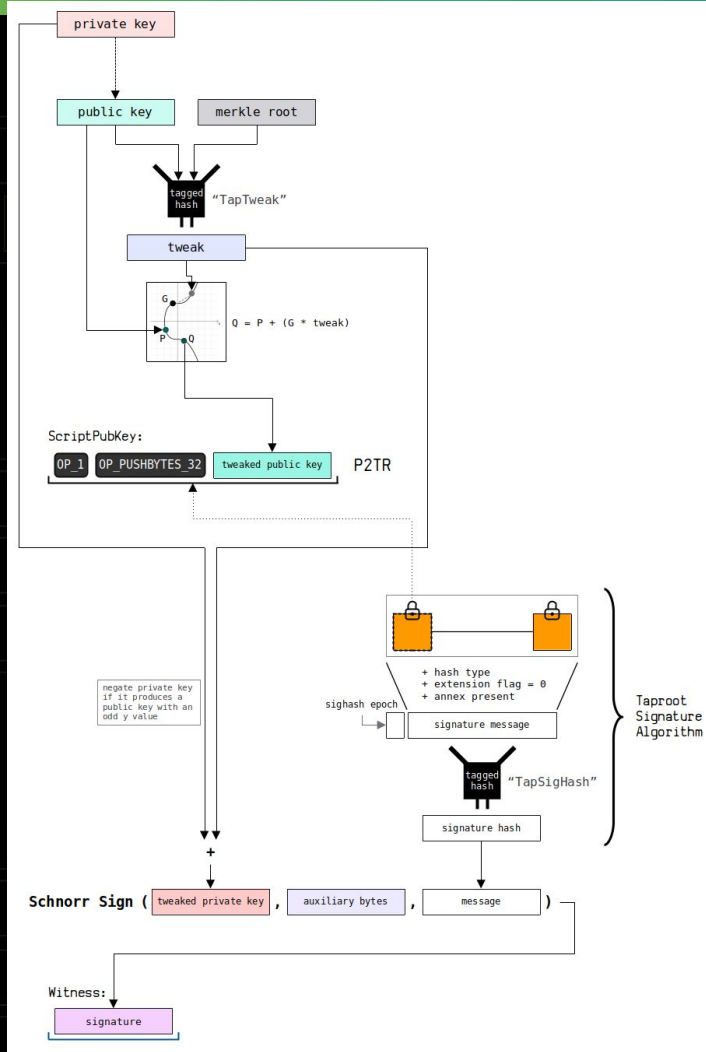 private key
public key
merkle root
tagged
hash
“TapTweak”
tweak
G
P
Q
Q = P + (G * tweak)
ScriptPubKey:
OP_1
OP_PUSHBYTES_32
tweaked public key
P2TR
+ hash type
+ extension flag = 0
+ annex present
negate private key
if it produces a
public key with an
odd y value
sighash epoch
signature message
Taproot
Signature
Algorithm
tagged
hash
“TapSigHash”
signature hash
+
Schnorr Sign ( tweaked private key , auxiliary bytes , message )
Witness:
signature